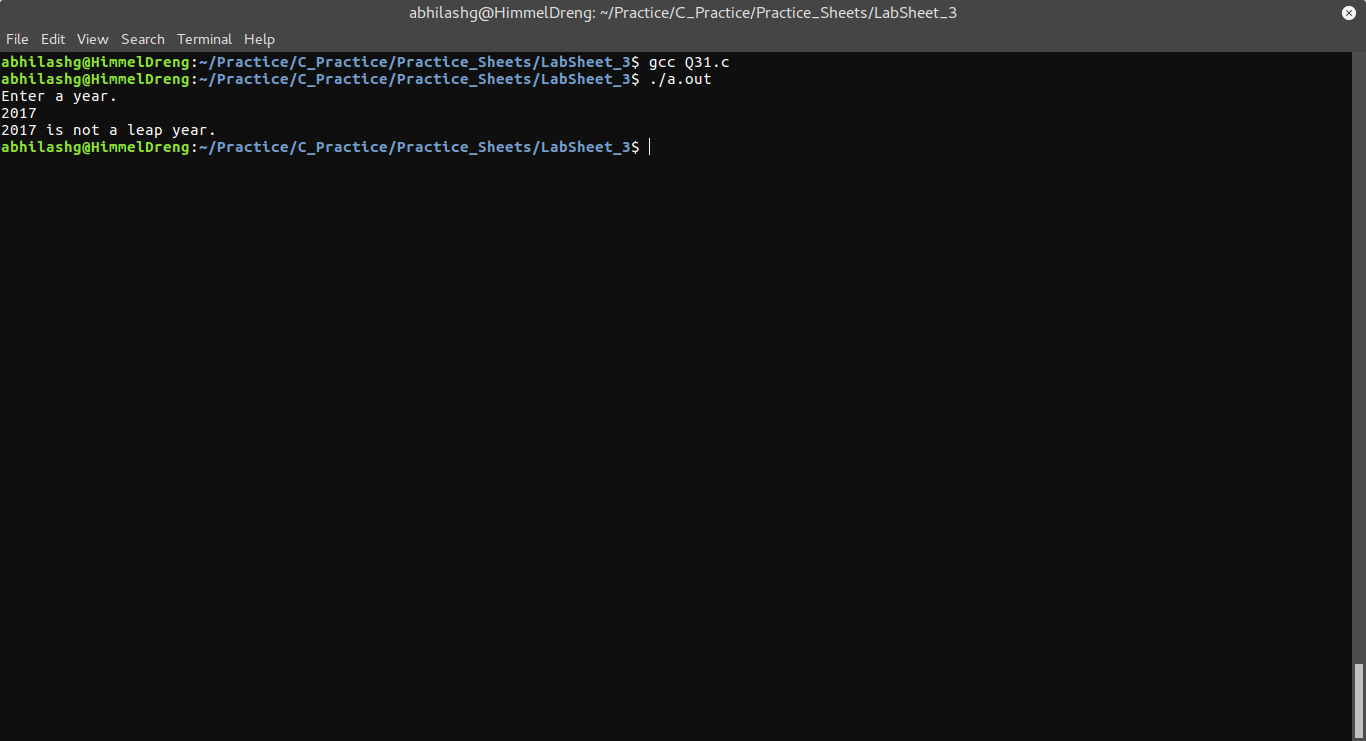 abhilashg@HimmelDreng: ~/Practice/C_Practice/Practice_Sheets/LabSheet_3
File Edit View Search Terminal Help
abhilashg@HimmelDreng:~/Practice/C_Practice/Practice_Sheets/LabSheet_3$ gcc Q31.c
abhilashg@HimmelDreng:~/Practice/C_Practice/Practice_Sheets/LabSheet_3$ ./a.out
Enter a year.
2017
2017 is not a leap year.
abhilashg@HimmelDreng:~/Practice/C_Practice/Practice_Sheets/LabSheet_3$